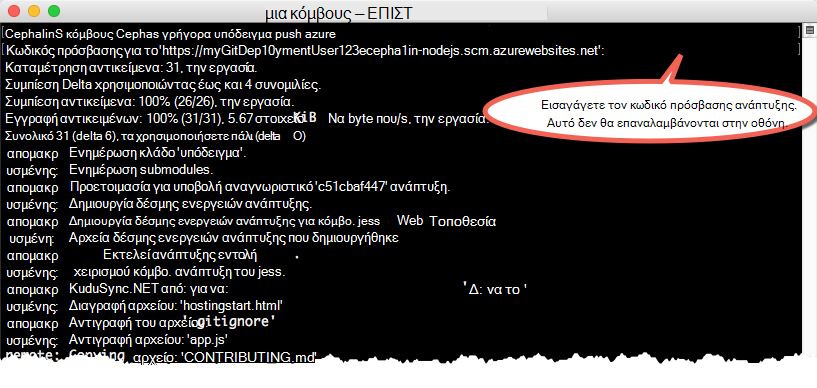 μια κόμβους – ΕΠΙΣΤ
CephalinS κόμβους Cephas γρήγορα υπόδειγμα push azure
Κωδικός πρόσβασης για το 'https://myGitDep10ymentUser123ecepha1in-nodejs.scm.azurewebsites.net':
Καταμέτρηση αντικείμενα: 31, την εργασία.
Συμπίεση Delta χρησιμοποιώντας έως και 4 συνομιλίες.
Συμπίεση αντικείμενα: 100% (26/26), την εργασία.
Εγγραφή αντικειμένων: 100% (31/31), 5.67 στοιχεία KiB Να byte που/s, την εργασία.
Συνολικό 31 (delta 6), τα χρησιμοποιήσετε πάλι (delta O)
απομακρ Ενημέρωση κλάδο 'υπόδειγμα'.
υσμένης: Ενημέρωση submodules.
απομακρ Προετοιμασία για υποβολή αναγνωριστικό 'c51cbaf447' ανάπτυξη.
υσμένης: Δημιουργία δέσμης ενεργειών ανάπτυξης.
απομακρ Δημιουργία δέσμης ενεργειών ανάπτυξης για κόμβο. jess Web Τοποθεσία
υσμένη: Αρχεία δέσμης ενεργειών ανάπτυξης που δημιουργήθηκε
απομακρ Εκτελεί ανάπτυξης εντολή .
υσμένης: χειρισμού κόμβο. ανάπτυξη του jess.
απομακρ KuduSync.NET από: για να: 'Δ: να το '
υσμένης: Διαγραφή αρχείου: 'hostingstart.html'
απομακρ Αντιγραφή του αρχείου: '.gitignore'
υσμένης: Αντιγραφή αρχείου: 'app.js'
remote: Copying αρχείο: 'CONTRIBUTING.md'
Εισαγάγετε τον κωδικό πρόσβασης ανάπτυξης.
Αυτό δεν θα επαναλαμβάνονται στην οθόνη.